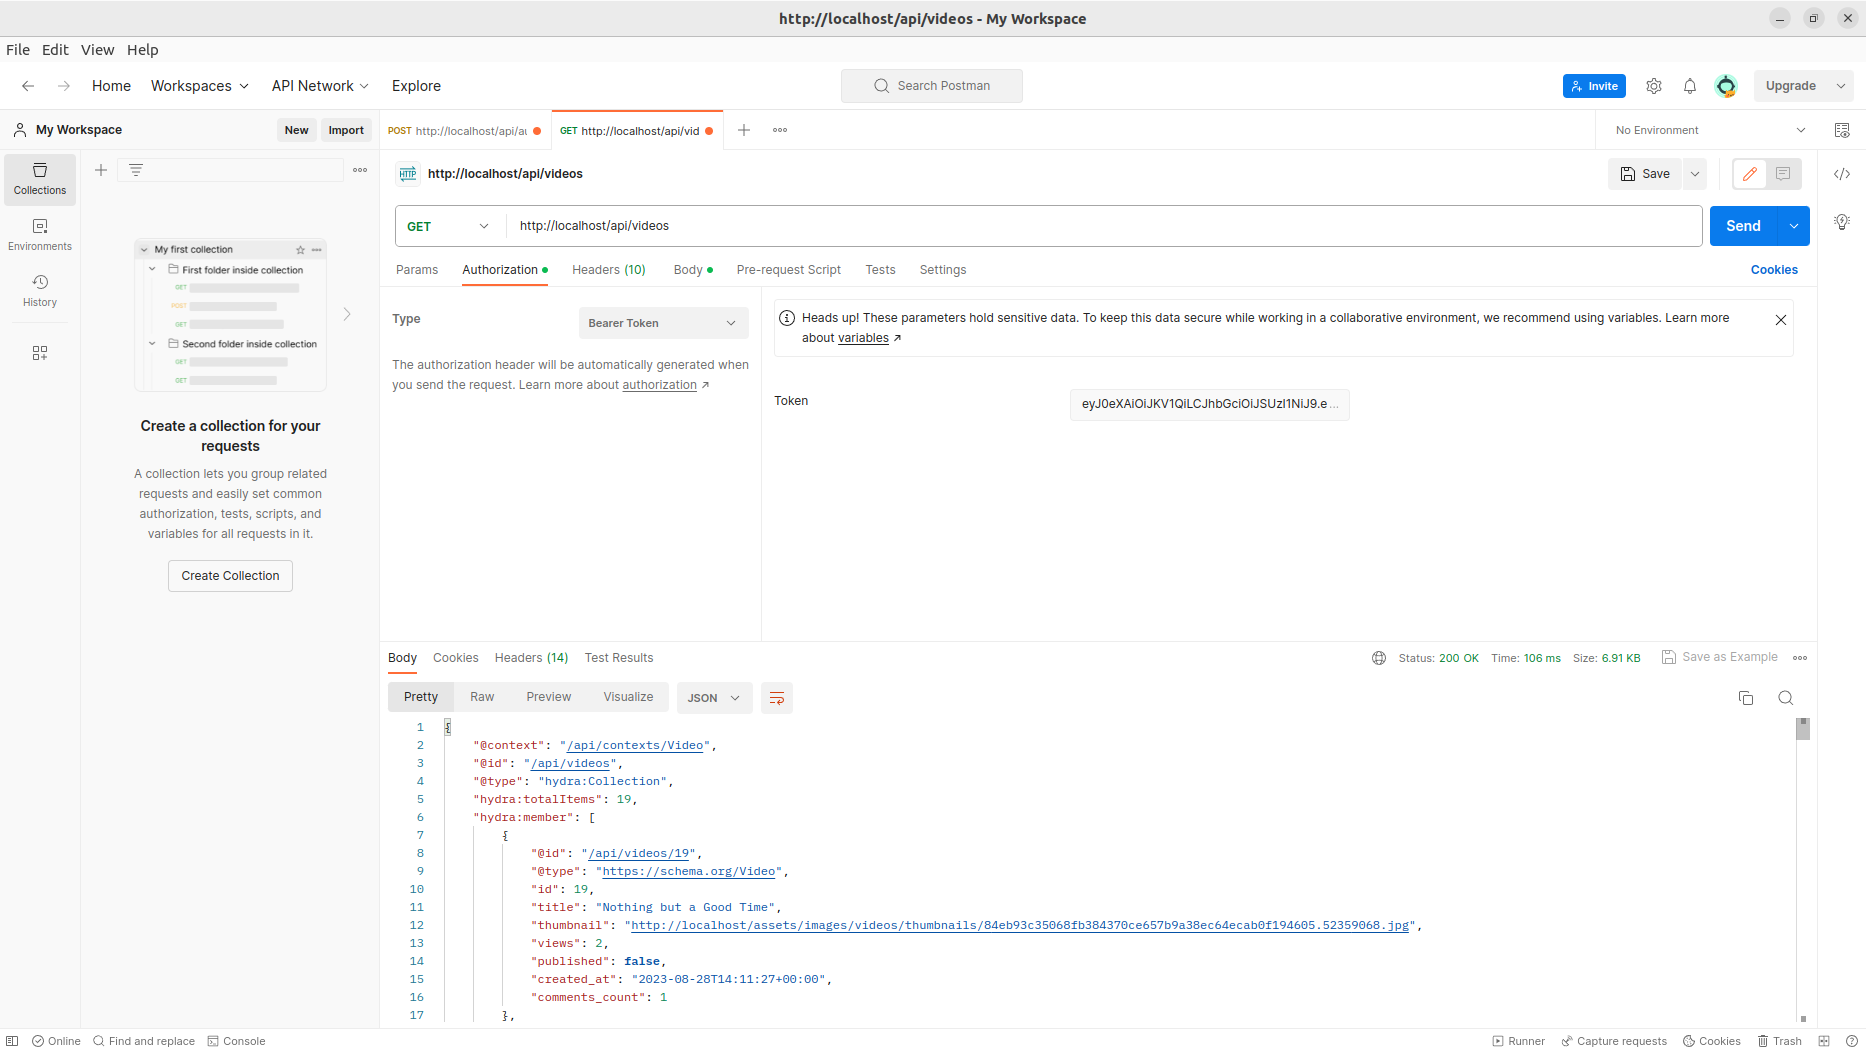 http://localhost/api/videos - My Workspace
File Edit View Help
Home Workspaces API Network Explore
Search Postman
Invite
Upgrade
My Workspace
New Import
POST http://localhost/api/au
GET http://localhost/api/vid
No Environment
Collections
Environments
History
My first collection
First folder inside collection
GET
POST
GET
Second folder inside collection
GET
GET
Create a collection for your
requests
A collection lets you group related
requests and easily set common
authorization, tests, scripts, and
variables for all requests in it.
Create Collection
HTTP http://localhost/api/videos
Save
GET http://localhost/api/videos
Send
Params Authorization Headers (10) Body Pre-request Script Tests Settings
Cookies
Type
Bearer Token
The authorization header will be automatically generated when
you send the request. Learn more about authorization ↗
Heads up! These parameters hold sensitive data. To keep this data secure while working in a collaborative environment, we recommend using variables. Learn more
about variables ↗
Token
eyJ0eXAiOiJKV1QiLCJhbGciOiJSUzI1NiJ9.e...
Body Cookies Headers (14) Test Results
Status: 200 OK Time: 106 ms Size: 6.91 KB Save as Example
Pretty Raw Preview Visualize JSON
1 {
2 "@context": "/api/contexts/Video",
3 "@id": "/api/videos",
4 "@type": "hydra:Collection",
5 "hydra:totalItems": 19,
6 "hydra:member": [
7 {
8 "@id": "/api/videos/19",
9 "@type": "https://schema.org/Video",
10 "id": 19,
11 "title": "Nothing but a Good Time",
12 "thumbnail": "http://localhost/assets/images/videos/thumbnails/84eb93c35068fb384370ce657b9a38ec64ecab0f194605.52359068.jpg",
13 "views": 2,
14 "published": false,
15 "created_at": "2023-08-28T14:11:27+00:00",
16 "comments_count": 1
17 },
Online Find and replace Console
Runner Capture requests Cookies Trash